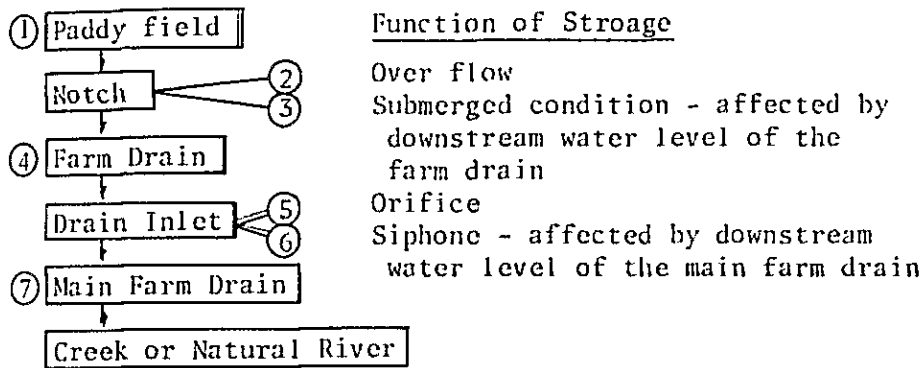 ① Paddy field
Function of Stroage
Notch
②
Over flow
③
Submerged condition - affected by
downstream water level of the
farm drain
④ Farm Drain
Drain Inlet
⑤
Orifice
⑥
Siphone - affected by downstream
water level of the main farm drain
⑦ Main Farm Drain
Creek or Natural River